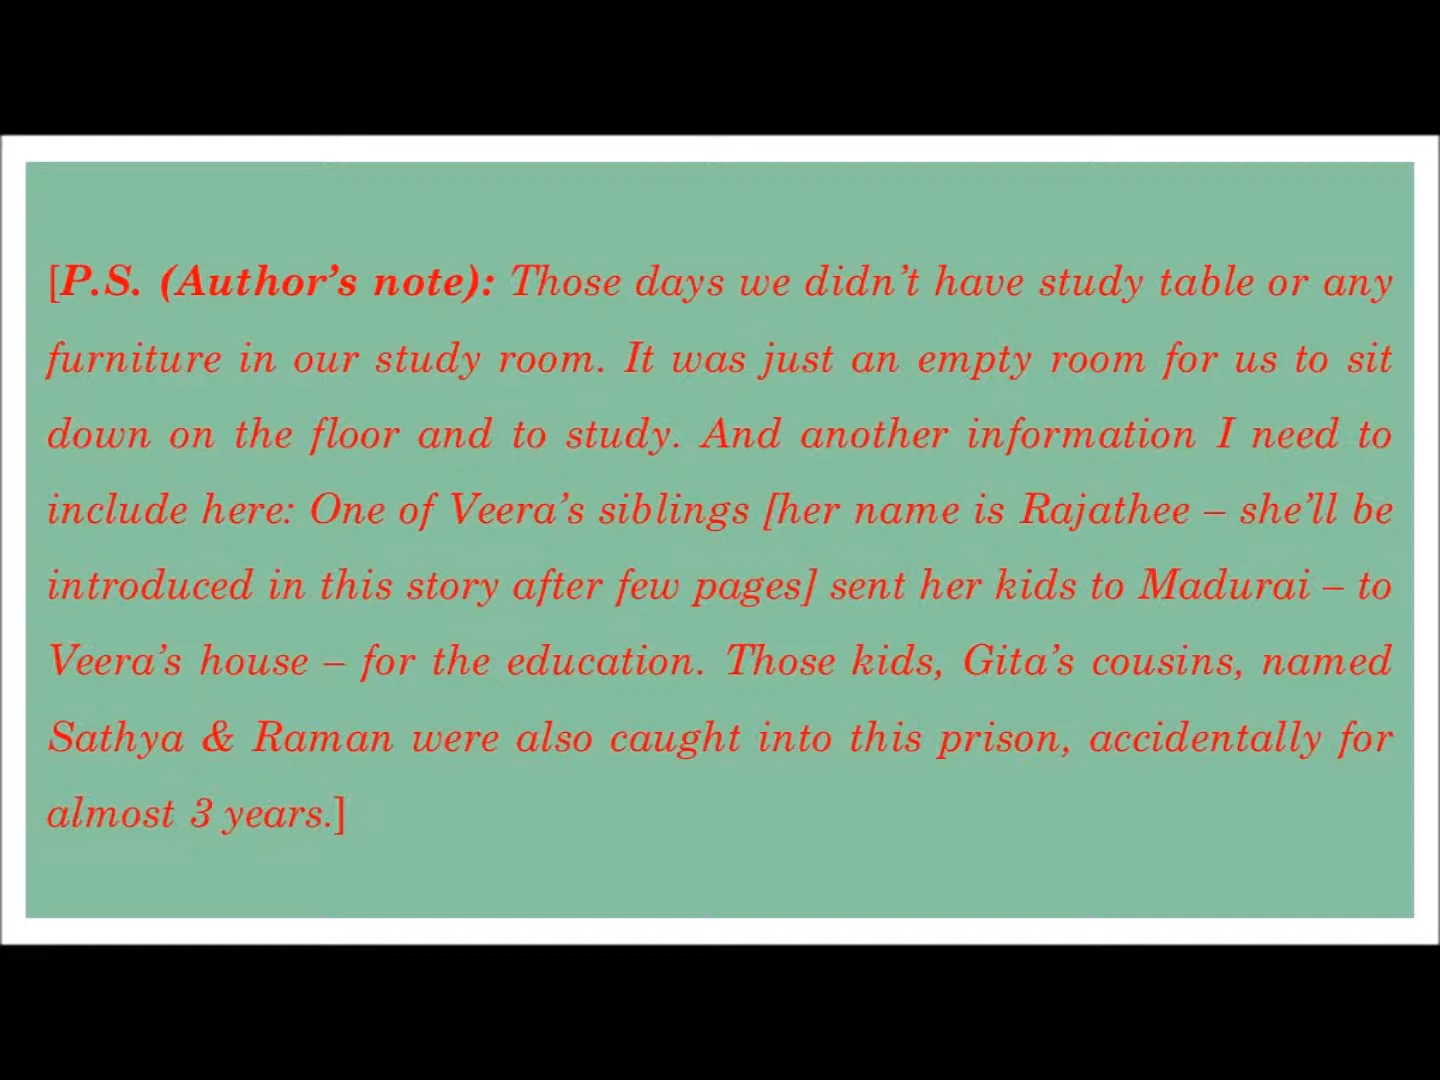 [P.S. (Author’s note): Those days we didn’t have study table or any
furniture in our study room. It was just an empty room for us to sit
down on the floor and to study. And another information I need to
include here: One of Veera’s siblings [her name is Rajathee – she’ll be
introduced in this story after few pages] sent her kids to Madurai – to
Veera’s house – for the education. Those kids, Gita’s cousins, named
Sathya & Raman were also caught into this prison, accidentally for
almost 3 years.]